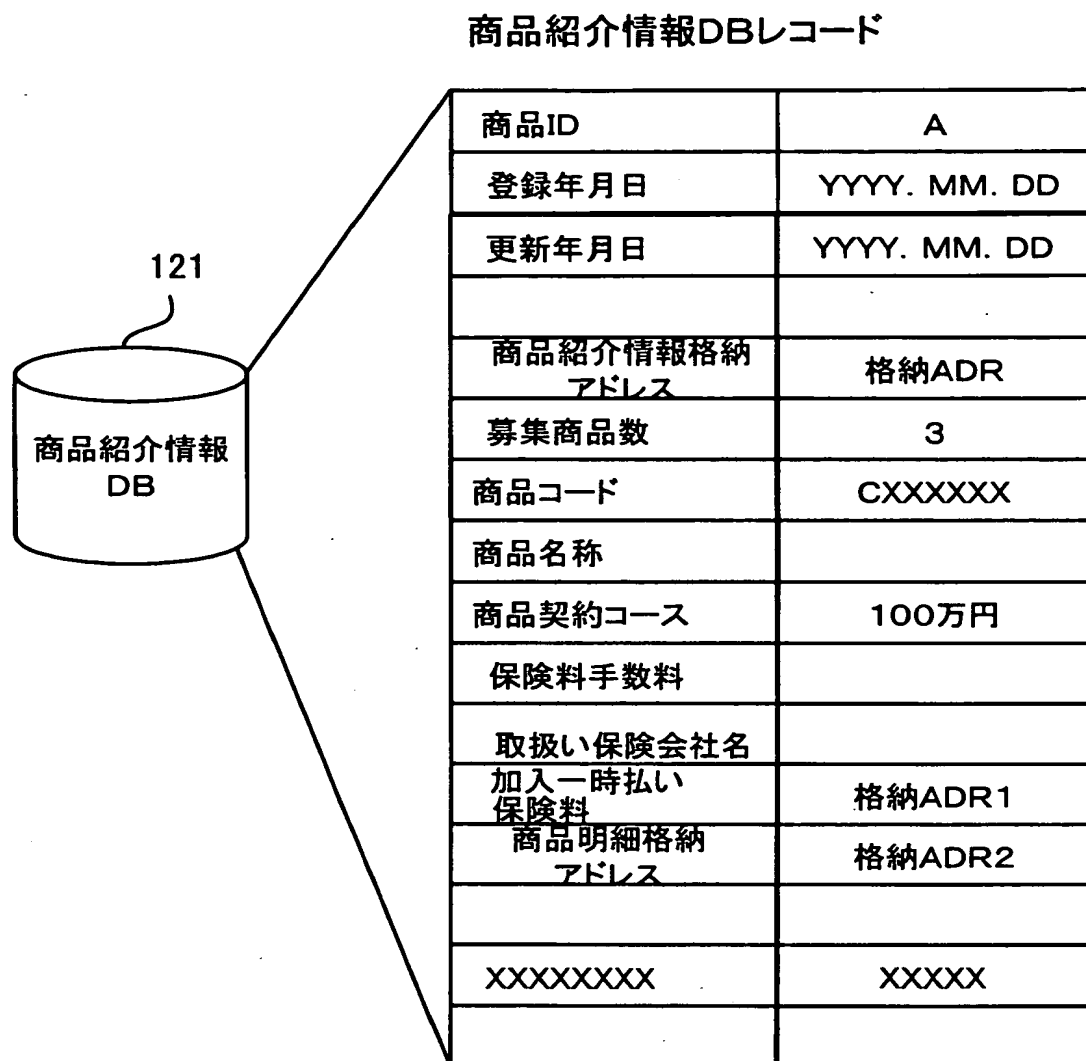 商品紹介情報DBレコード
121
商品紹介情報
DB
商品ID A
登録年月日 YYYY. MM. DD
更新年月日 YYYY. MM. DD
商品紹介情報格納
アドレス 格納ADR
募集商品数 3
商品コード CXXXXXX
商品名称
商品契約コース 100万円
保険料手数料
取扱い保険会社名
加入一時払い
保険料 格納ADR1
商品明細格納
アドレス 格納ADR2
XXXXXXXX XXXXX